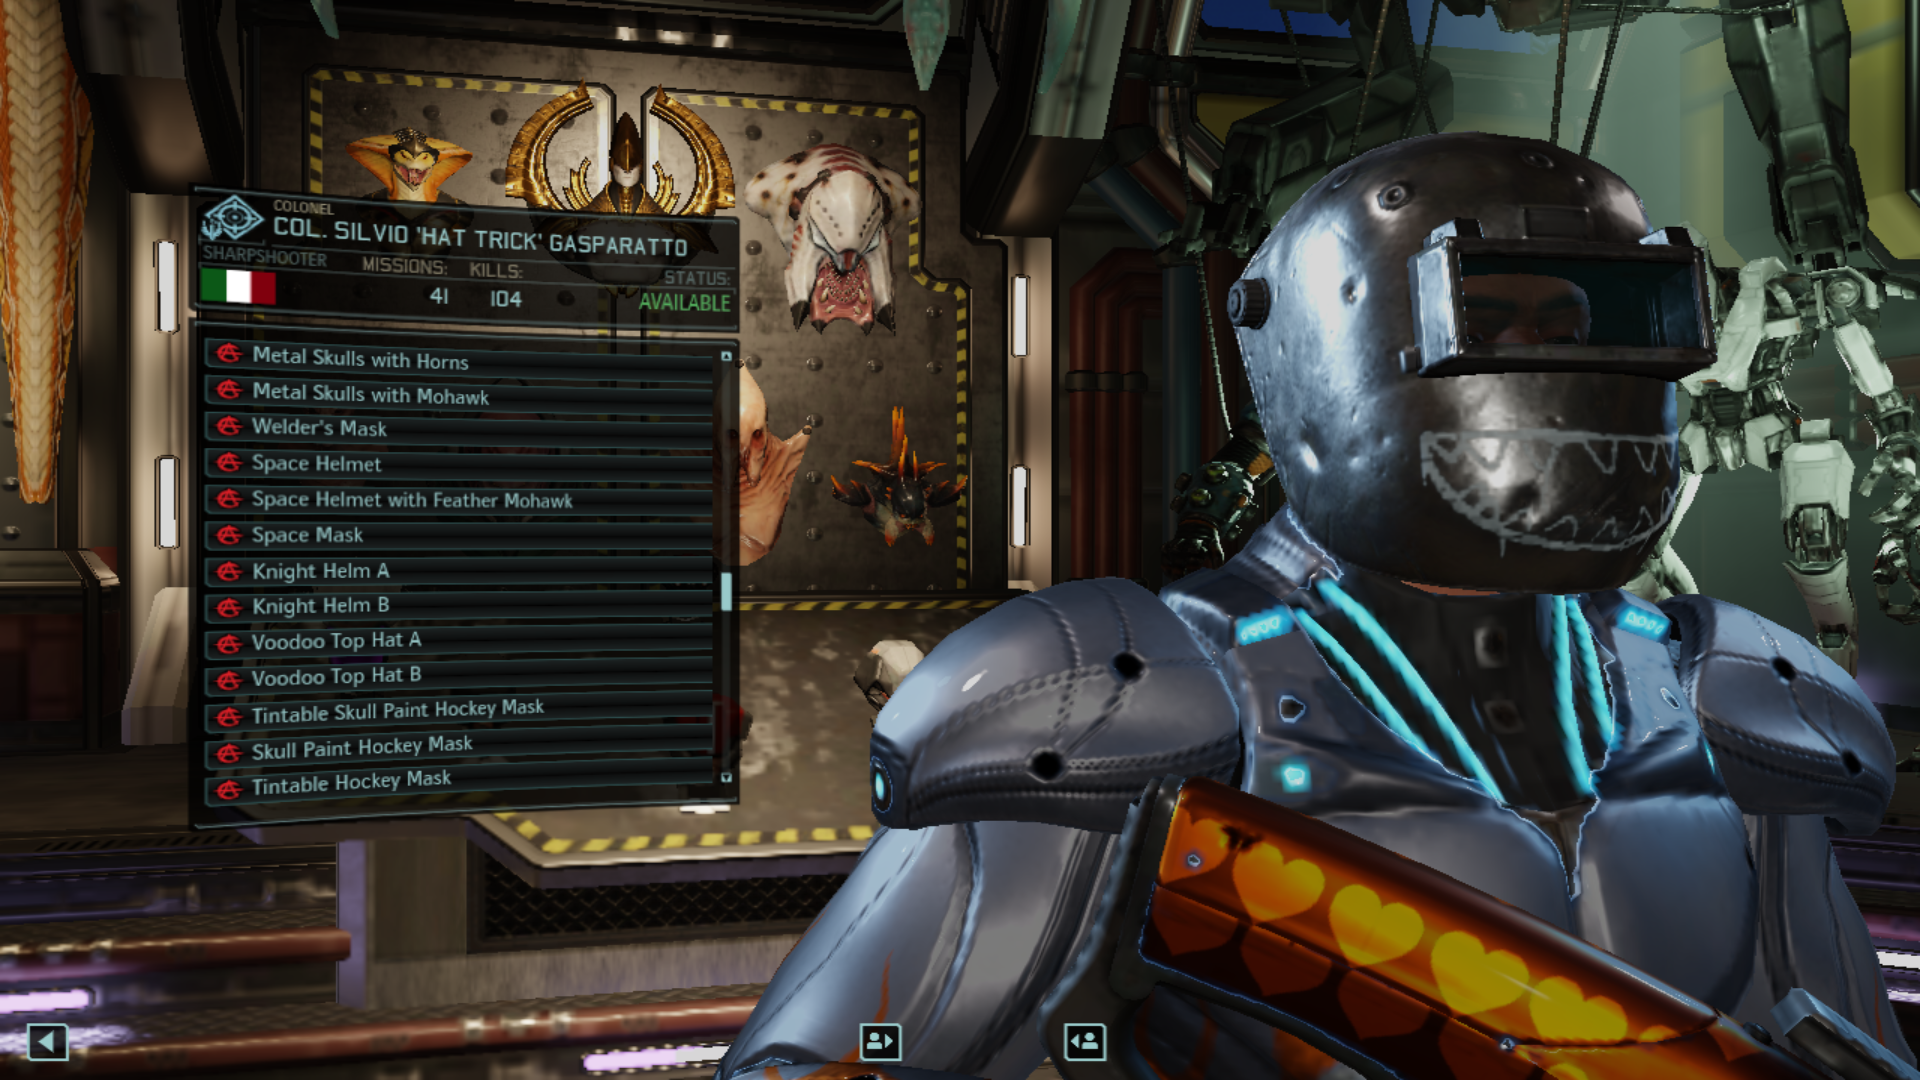 COLONEL
COL. SILVIO 'HAT TRICK' GASPARATTO
SHARPSHOOTER
MISSIONS: KILLS: STATUS:
41 104 AVAILABLE
Metal Skulls with Horns
Metal Skulls with Mohawk
Welder's Mask
Space Helmet
Space Helmet with Feather Mohawk
Space Mask
Knight Helm A
Knight Helm B
Voodoo Top Hat A
Voodoo Top Hat B
Tintable Skull Paint Hockey Mask
Skull Paint Hockey Mask
Tintable Hockey Mask